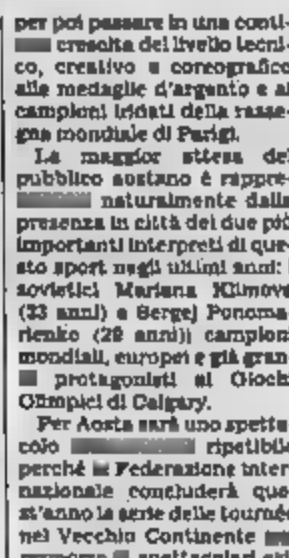 per poi passare in una conti-
crescita del livello tecni-
co, creativo e coreografico
alle medaglie d'argento e ai
campioni iridati della rasse-
gna mondiale di Parigi.
La maggior attesa del
pubblico aostano è rappre-
naturalmente dalla
presenza in città dei due più
importanti interpreti di que-
sto sport negli ultimi anni: i
sovietici Mariana Klimova
(23 anni) e Sergej Ponoma-
rienko (29 anni) campioni
mondiali, europei e già gran-
protagonisti ai Giochi
Olimpici di Calgary.
Per Aosta sarà uno spetta-
colo ripetibile
perché Federazione inter-
nazionale concluderà que-
st'anno la serie delle tournée
nel Vecchio Continente